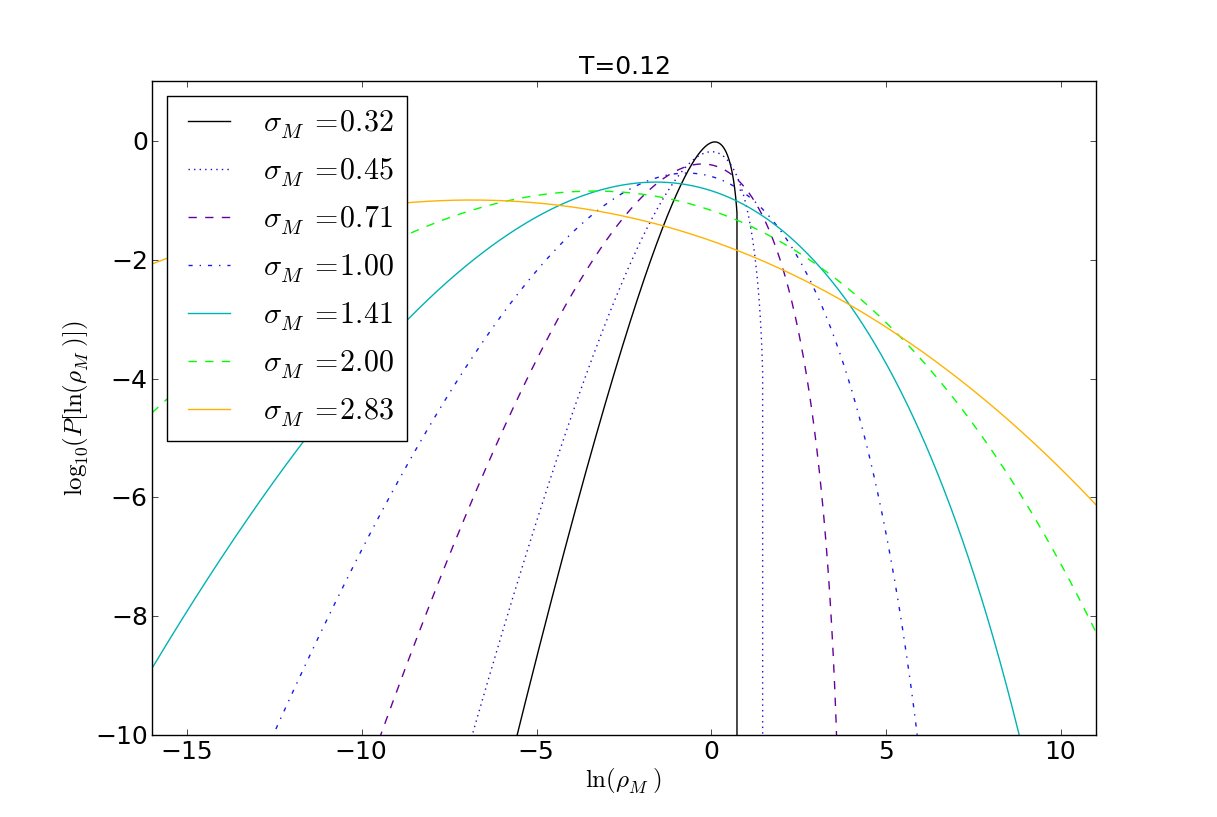 T=0.12
σ_M =0.32
σ_M =0.45
σ_M =0.71
σ_M =1.00
σ_M =1.41
σ_M =2.00
σ_M =2.83
0
−2
−4
−6
−8
−10
log₁₀(P[ln(ρ_M)])
−15 −10 −5 0 5 10
ln(ρ_M)